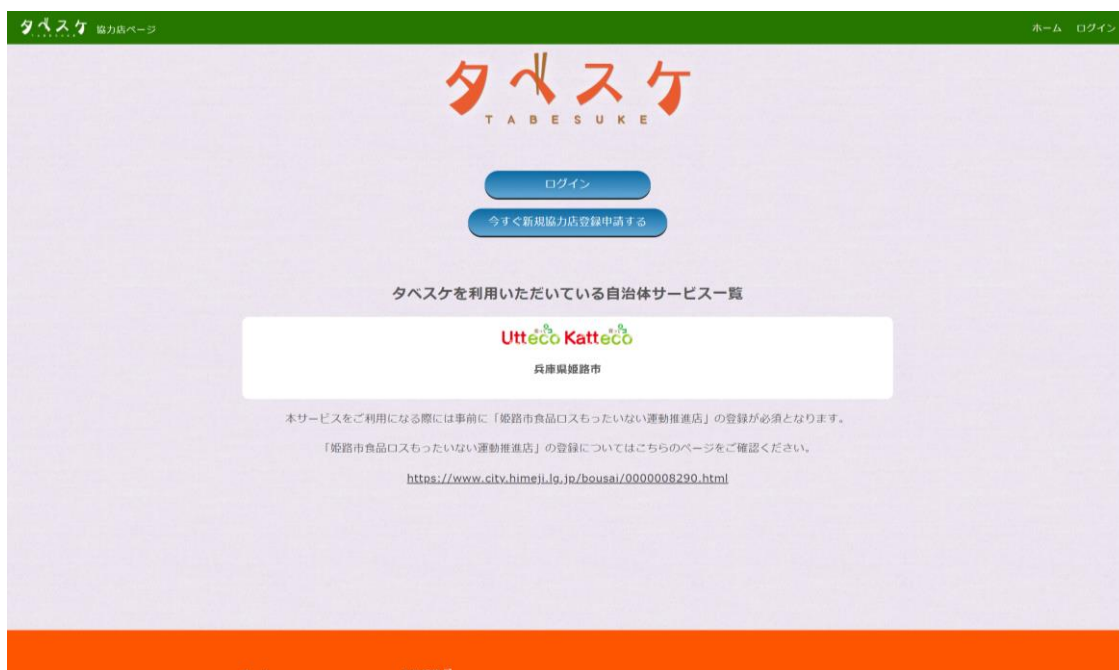 タベスケ 協力店ページ
ホーム ログイン
タベスケ
TABESUKE
ログイン
今すぐ新規協力店登録申請する
タベスケを利用いただいている自治体サービス一覧
Utteco Katteco
兵庫県姫路市
本サービスをご利用になる際には事前に「姫路市食品ロスもったいない運動推進店」の登録が必須となります。
「姫路市食品ロスもったいない運動推進店」の登録についてはこちらのページをご確認ください。
https://www.city.himeji.lg.jp/bousai/0000008290.html